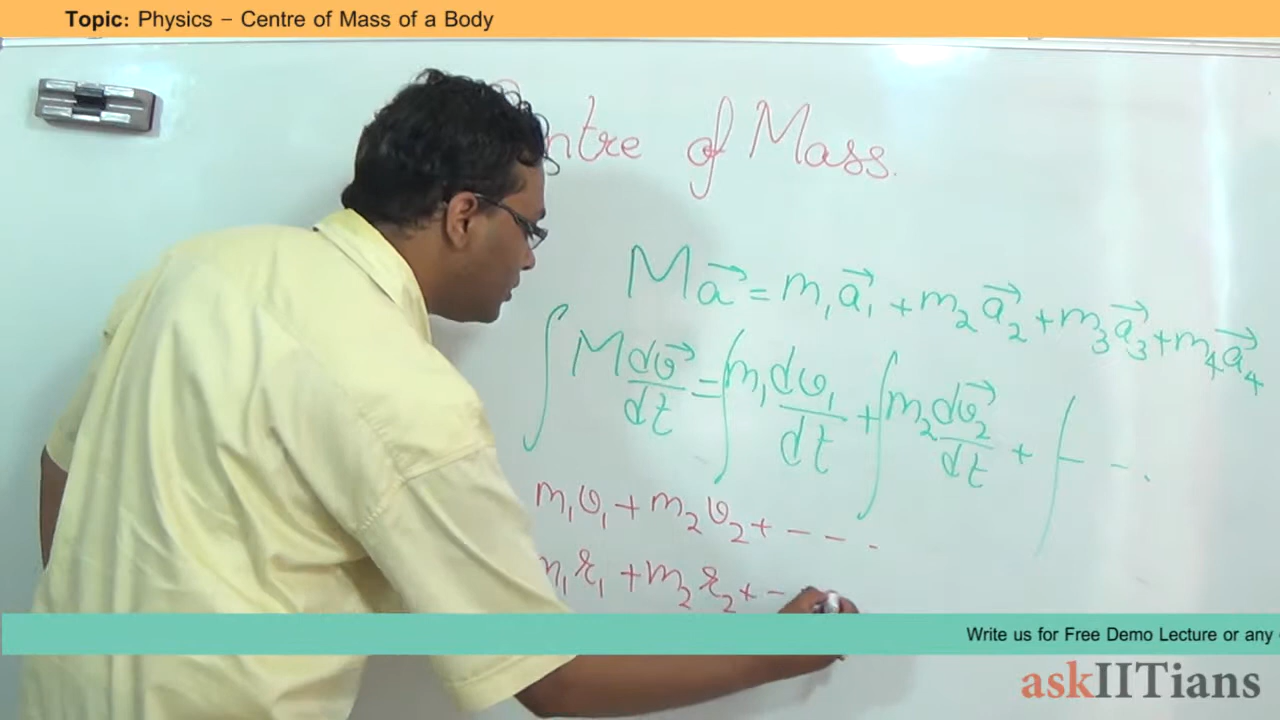 Topic: Physics – Centre of Mass of a Body
ntre of Mass.
Ma⃗ = m₁a⃗₁ + m₂a⃗₂ + m₃a⃗₃ + m₄a⃗₄
∫ M dv⃗/dt = ∫ m₁ dv₁/dt + ∫ m₂ dv⃗₂/dt + ∫ - - .
m₁v₁ + m₂v₂ + - - - .
m₁r₁ + m₂r₂ + -
Write us for Free Demo Lecture or any
askIITians